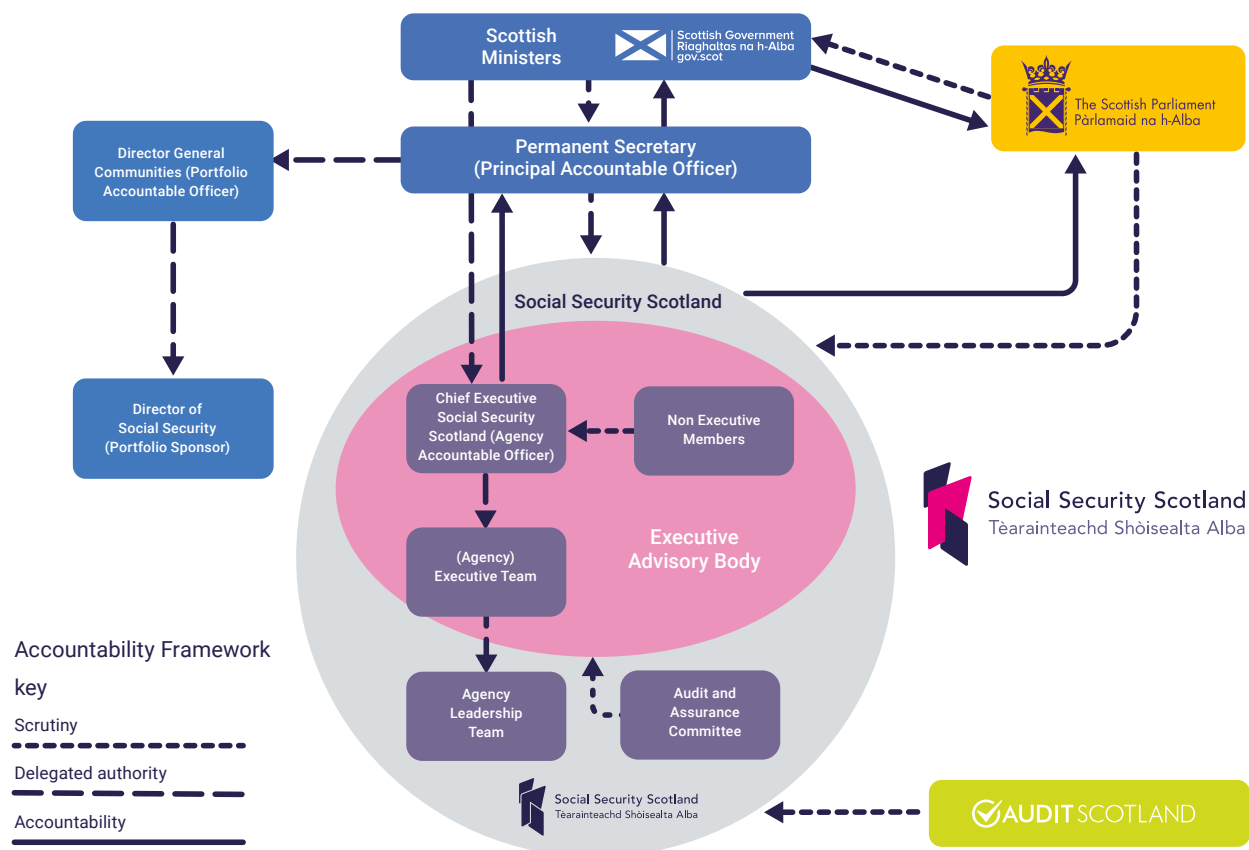 Scottish
Ministers
Scottish Government
Riaghaltas na h-Alba
gov.scot
The Scottish Parliament
Pàrlamaid na h-Alba
Director General
Communities (Portfolio
Accountable Officer)
Permanent Secretary
(Principal Accountable Officer)
Social Security Scotland
Director of
Social Security
(Portfolio Sponsor)
Chief Executive
Social Security
Scotland (Agency
Accountable Officer)
Non Executive
Members
Social Security Scotland
Tèarainteachd Shòisealta Alba
(Agency)
Executive Team
Executive
Advisory Body
Agency
Leadership
Team
Audit and
Assurance
Committee
Accountability Framework
key
Scrutiny
Delegated authority
Accountability
Social Security Scotland
Tèarainteachd Shòisealta Alba
AUDIT SCOTLAND